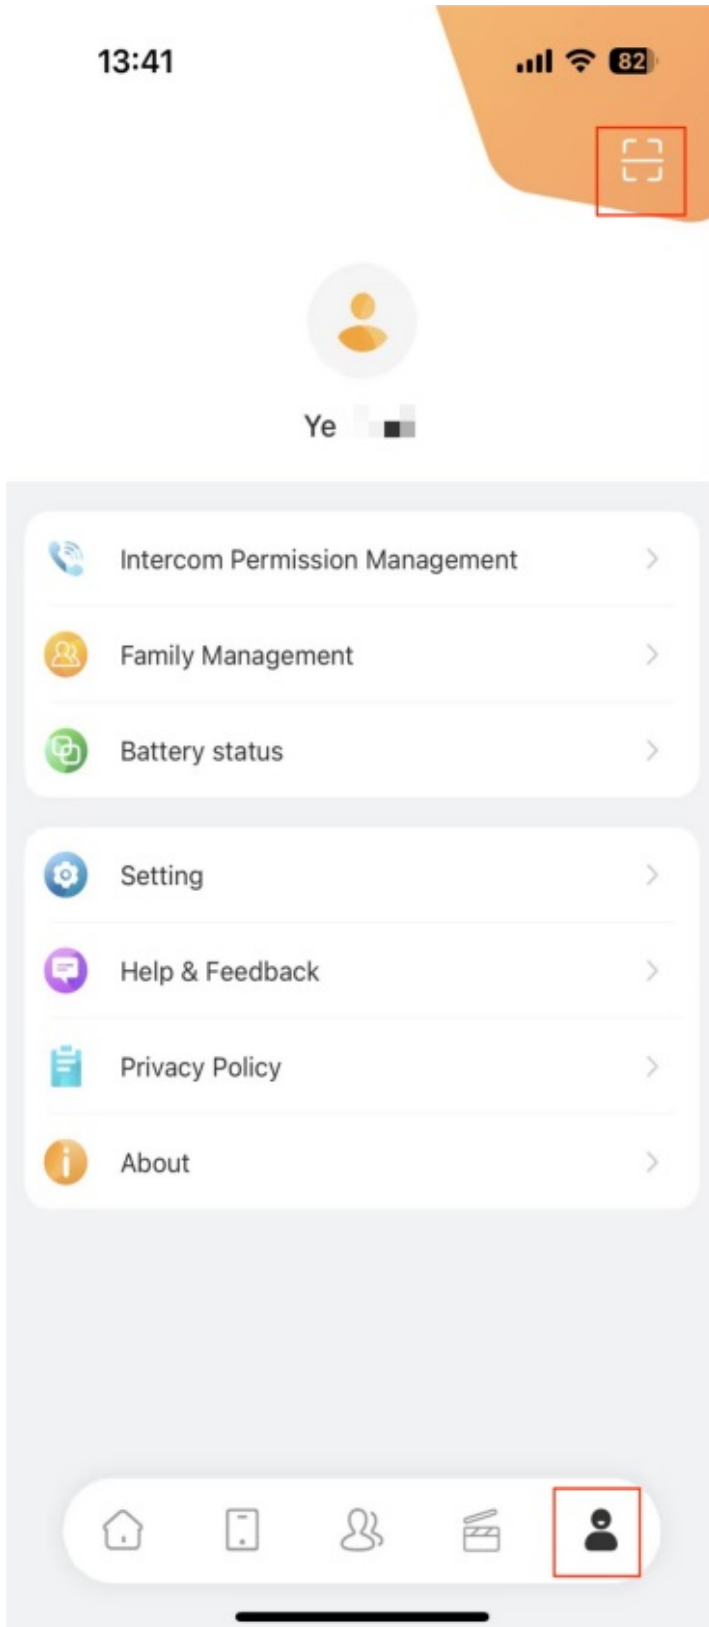 13:41
82
Ye
Intercom Permission Management
Family Management
Battery status
Setting
Help & Feedback
Privacy Policy
About